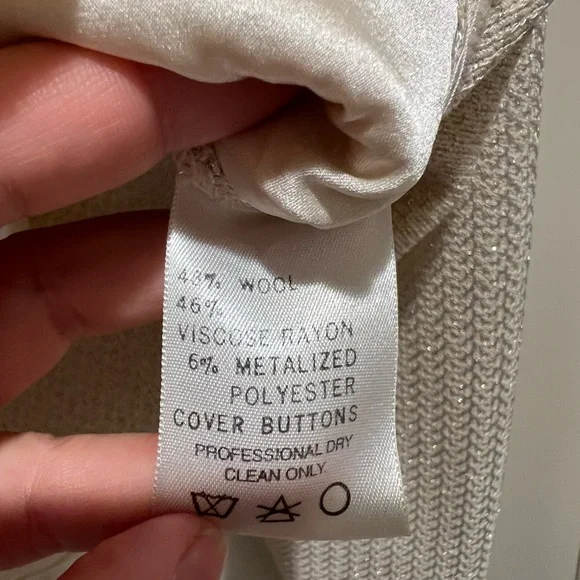 48% WOOL
46%
VISCOSE RAYON
6% METALIZED
POLYESTER
COVER BUTTONS
PROFESSIONAL DRY
CLEAN ONLY